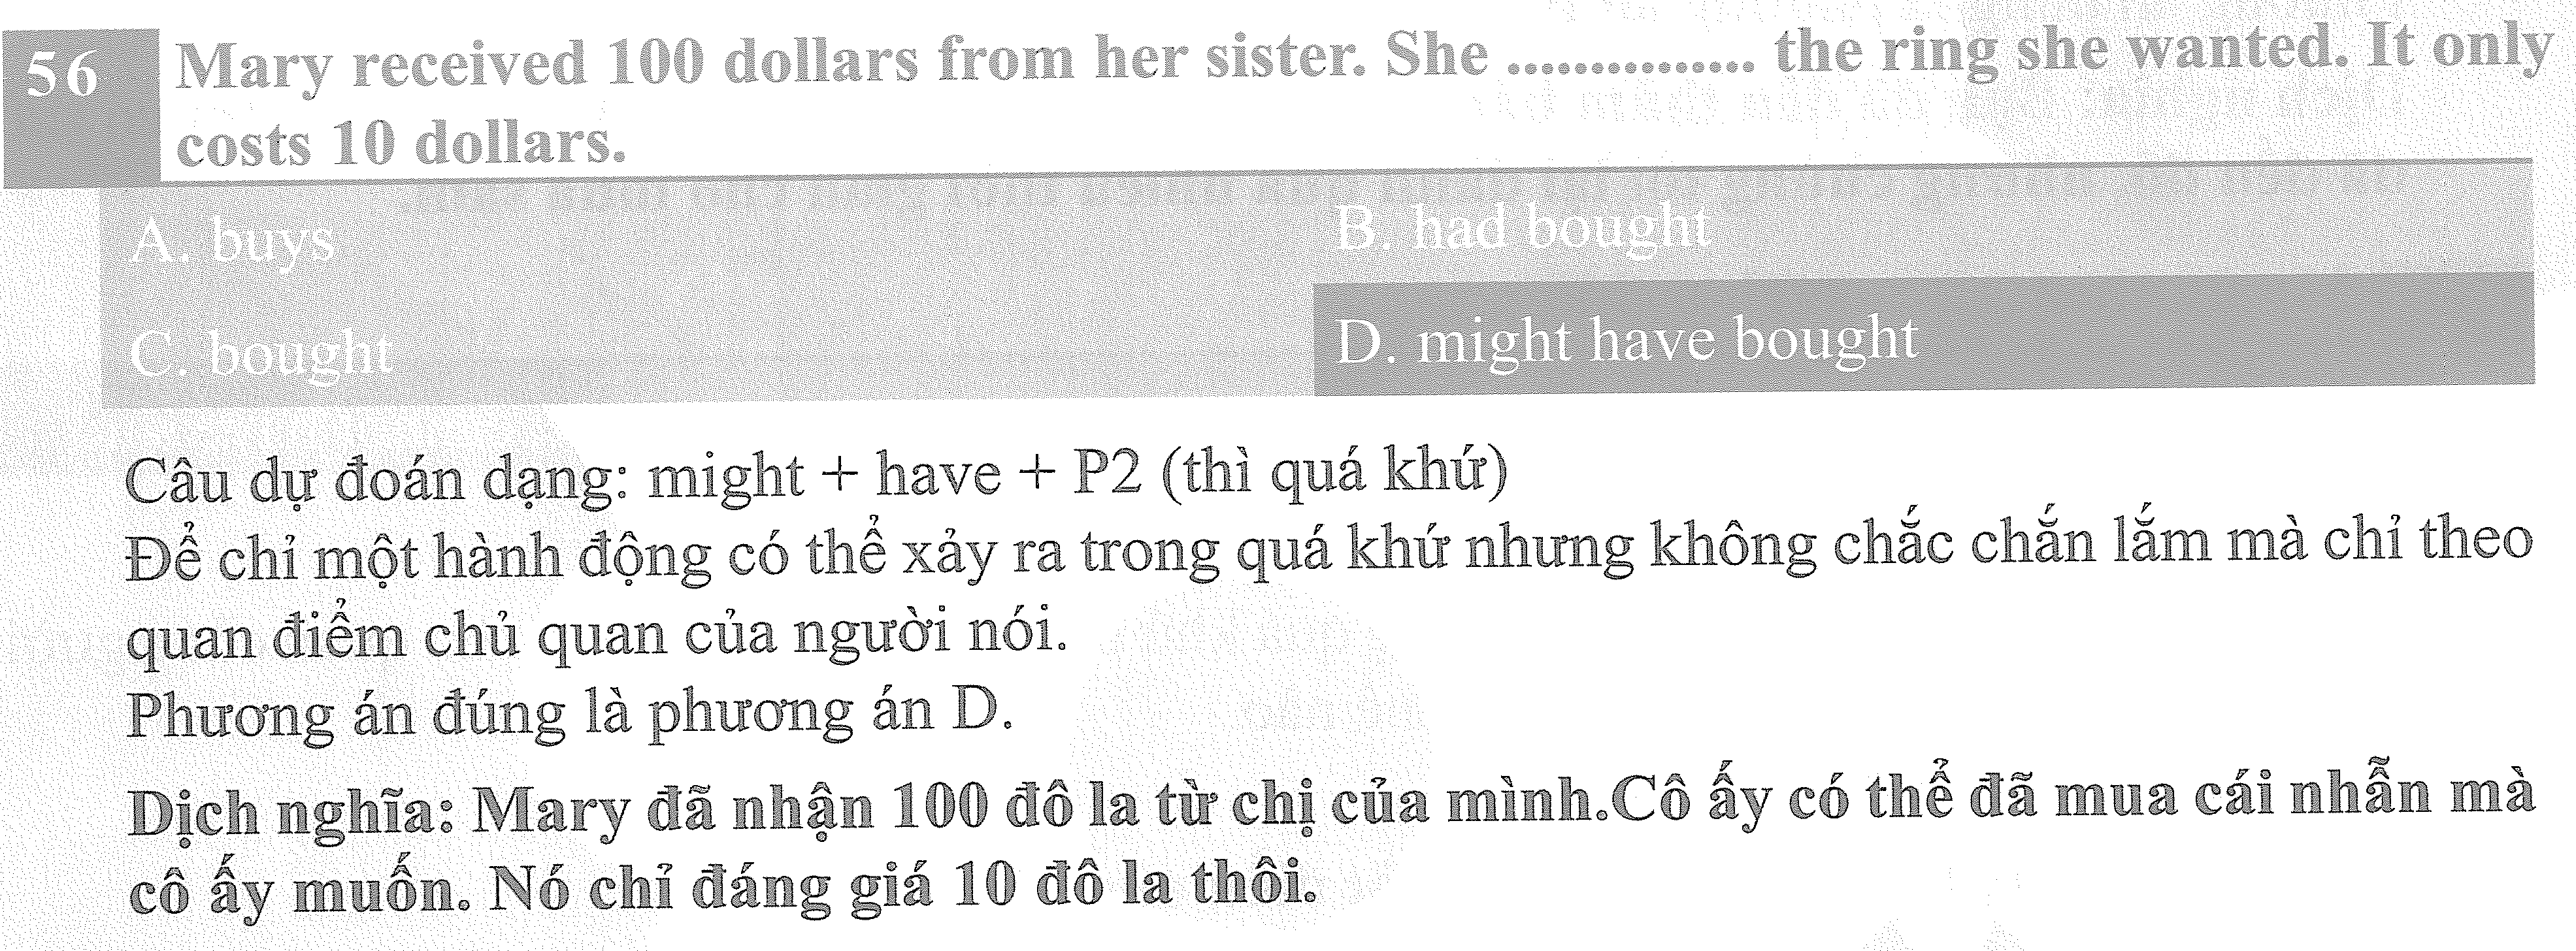 56 Mary received 100 dollars from her sister. She ............... the ring she wanted. It only
costs 10 dollars.
A. buys B. had bought
C. bought D. might have bought
Câu dự đoán dạng: might + have + P2 (thì quá khứ)
Để chỉ một hành động có thể xảy ra trong quá khứ nhưng không chắc chắn lắm mà chỉ theo
quan điểm chủ quan của người nói.
Phương án đúng là phương án D.
Dịch nghĩa: Mary đã nhận 100 đô la từ chị của mình.Cô ấy có thể đã mua cái nhẫn mà
cô ấy muốn. Nó chỉ đáng giá 10 đô la thôi.